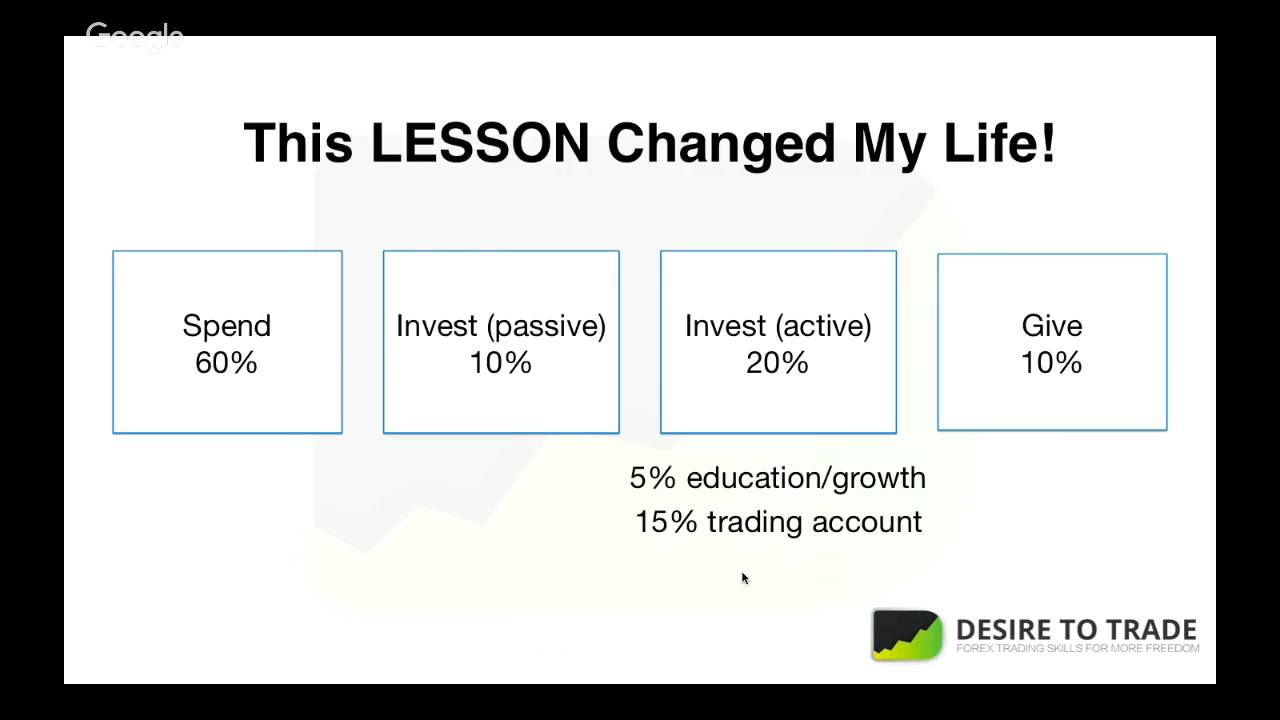 Google
This LESSON Changed My Life!
Spend
60%
Invest (passive)
10%
Invest (active)
20%
Give
10%
5% education/growth
15% trading account
DESIRE TO TRADE
FOREX TRADING SKILLS FOR MORE FREEDOM